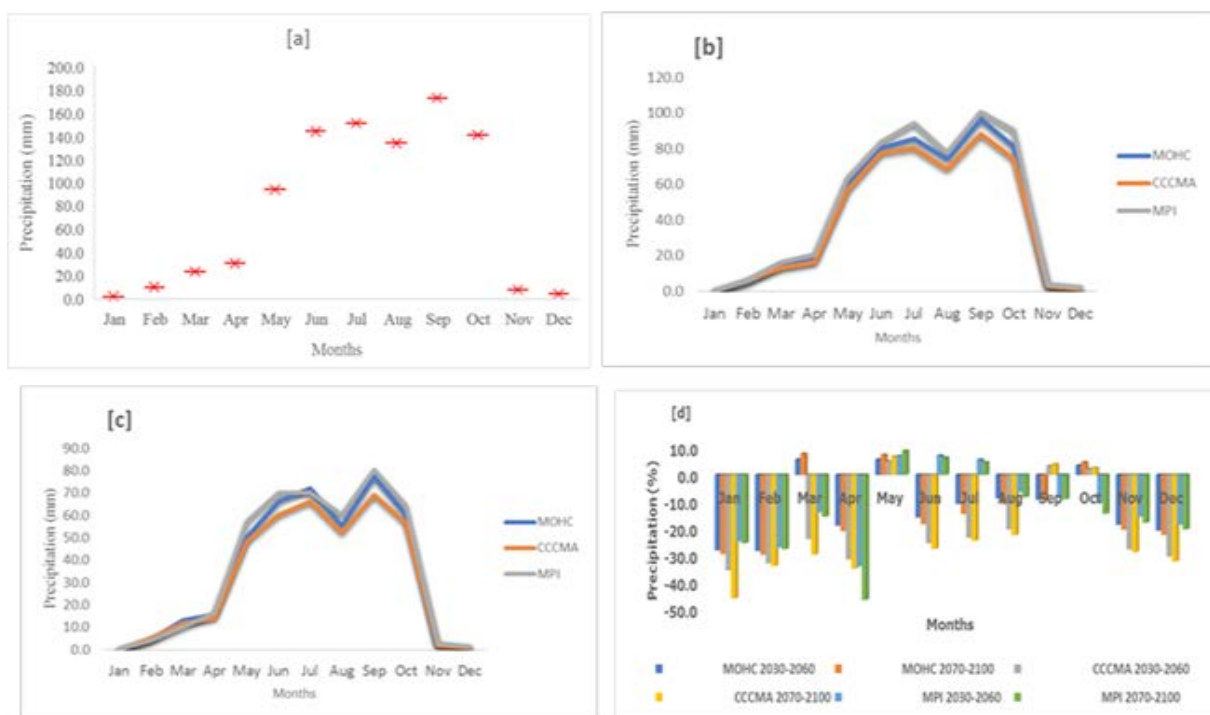 [a]
Precipitation (mm)
200.0
180.0
160.0
140.0
120.0
100.0
80.0
60.0
40.0
20.0
0.0
Jan Feb Mar Apr May Jun Jul Aug Sep Oct Nov Dec
Months
[b]
Precipitation (mm)
120.0
100.0
80.0
60.0
40.0
20.0
0.0
Jan Feb Mar Apr May Jun Jul Aug Sep Oct Nov Dec
Months
MOHC
CCCMA
MPI
[c]
Precipitation (mm)
90.0
80.0
70.0
60.0
50.0
40.0
30.0
20.0
10.0
0.0
Jan Feb Mar Apr May Jun Jul Aug Sep Oct Nov Dec
Months
MOHC
CCCMA
MPI
[d]
Precipitation (%)
10.0
0.0
-10.0
-20.0
-30.0
-40.0
-50.0
Jan Feb Mar Apr May Jun Jul Aug Sep Oct Nov Dec
Months
MOHC 2030-2060 MOHC 2070-2100 CCCMA 2030-2060
CCCMA 2070-2100 MPI 2030-2060 MPI 2070-2100